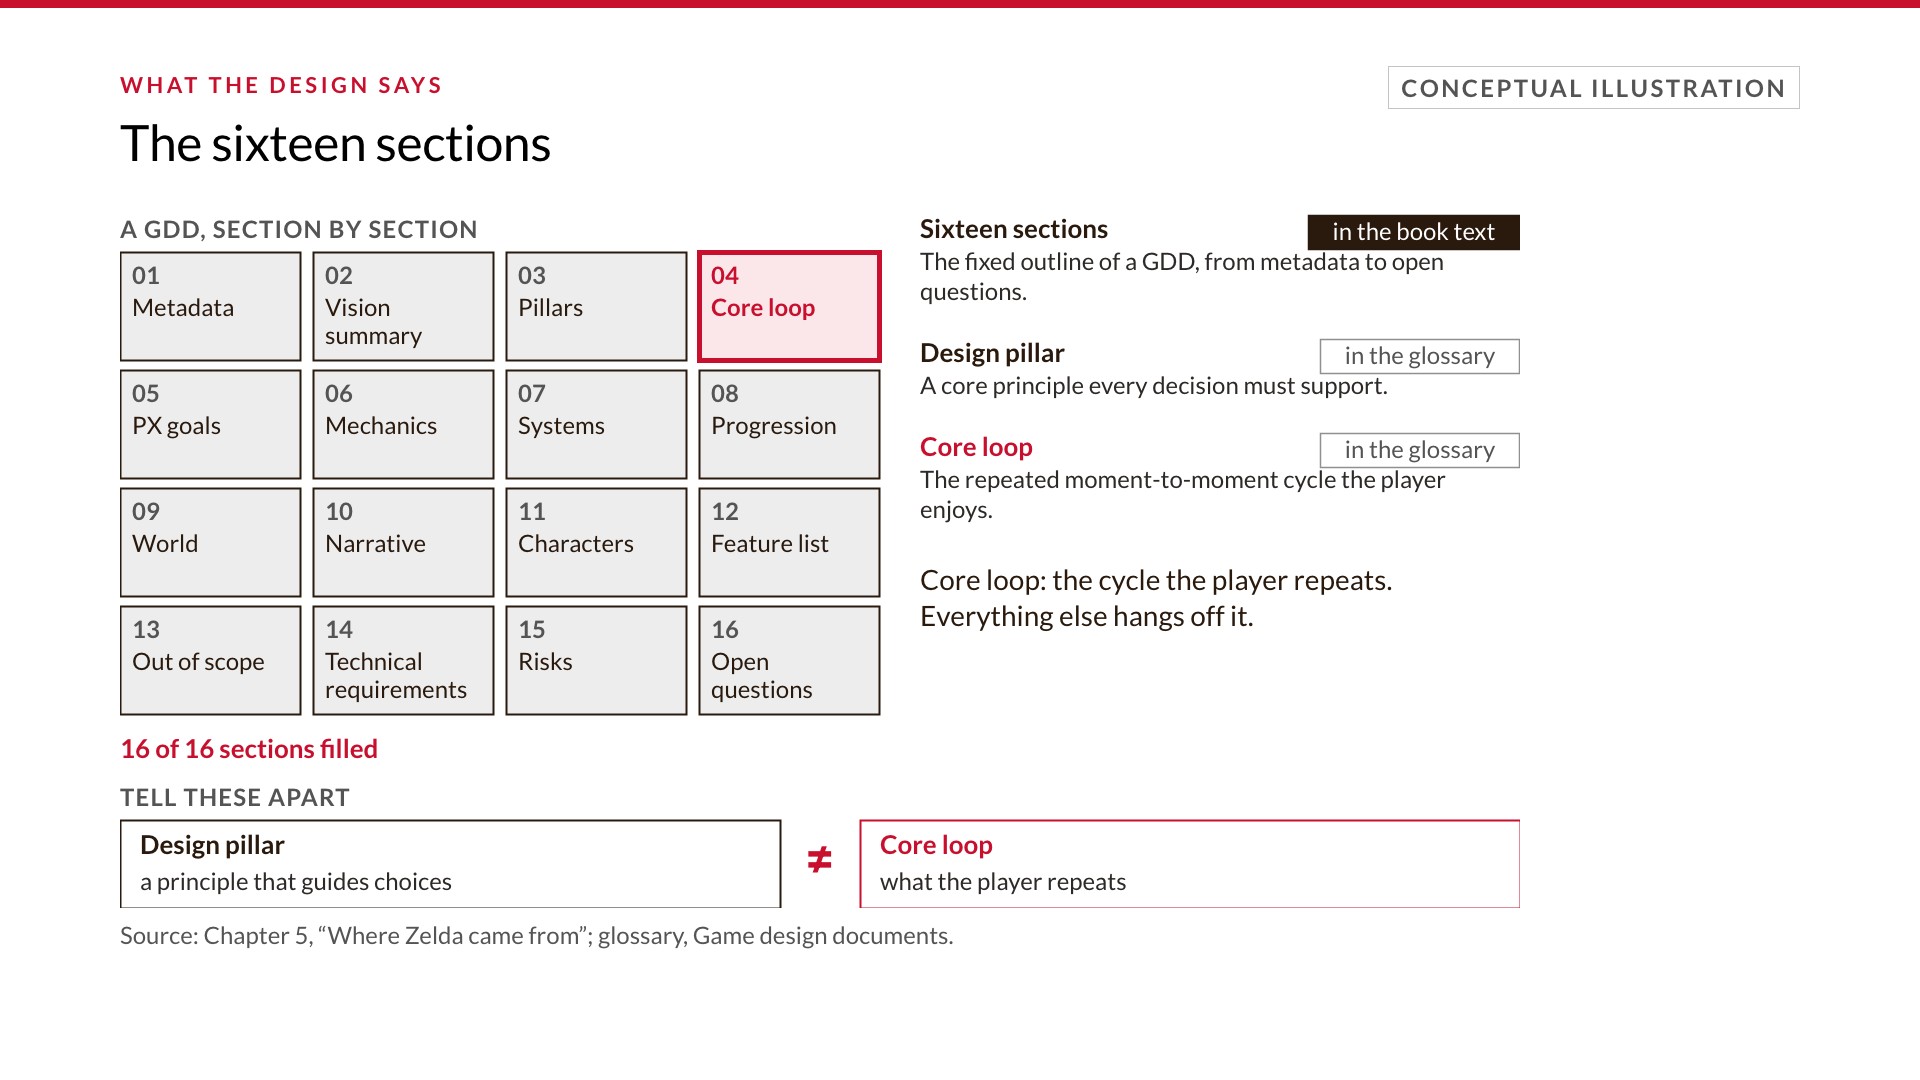 WHAT THE DESIGN SAYS
CONCEPTUAL ILLUSTRATION
The sixteen sections
A GDD, SECTION BY SECTION
01
Metadata
02
Vision
summary
03
Pillars
04
Core loop
05
PX goals
06
Mechanics
07
Systems
08
Progression
09
World
10
Narrative
11
Characters
12
Feature list
13
Out of scope
14
Technical
requirements
15
Risks
16
Open
questions
16 of 16 sections filled
Sixteen sections
in the book text
The fixed outline of a GDD, from metadata to open
questions.
Design pillar
in the glossary
A core principle every decision must support.
Core loop
in the glossary
The repeated moment-to-moment cycle the player
enjoys.
Core loop: the cycle the player repeats.
Everything else hangs off it.
TELL THESE APART
Design pillar
a principle that guides choices
≠
Core loop
what the player repeats
Source: Chapter 5, “Where Zelda came from”; glossary, Game design documents.